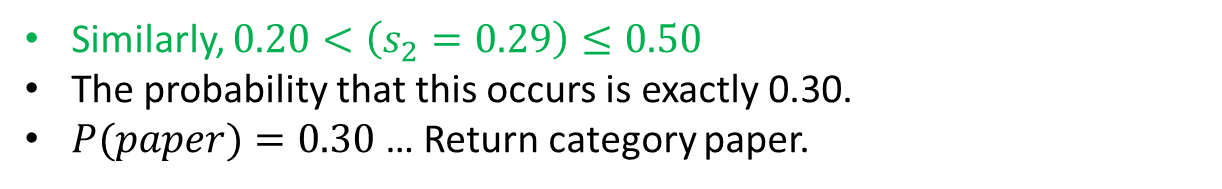 • Similarly, 0.20 < (s₂ = 0.29) ≤ 0.50
• The probability that this occurs is exactly 0.30.
• P(paper) = 0.30 … Return category paper.